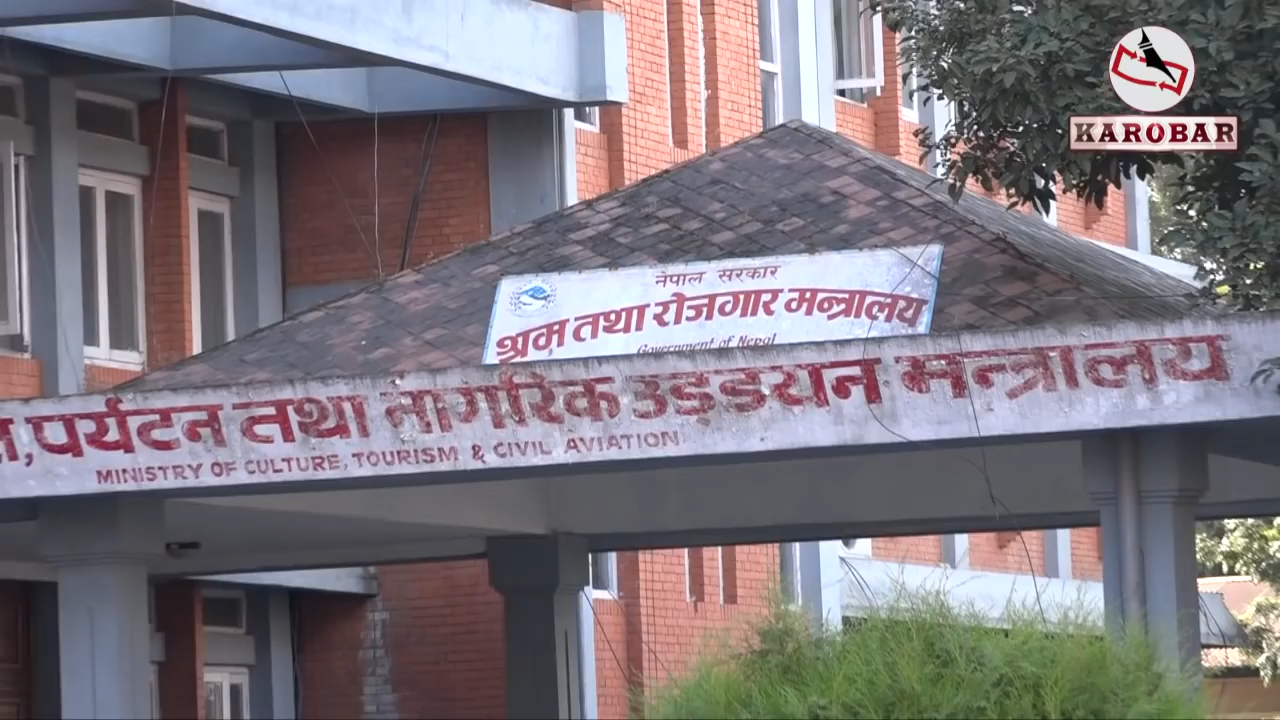 KAROBAR
नेपाल सरकार
श्रम तथा रोजगार मन्त्रालय
Government of Nepal
पर्यटन तथा नागरिक उड्डयन मन्त्रालय
MINISTRY OF CULTURE, TOURISM & CIVIL AVIATION